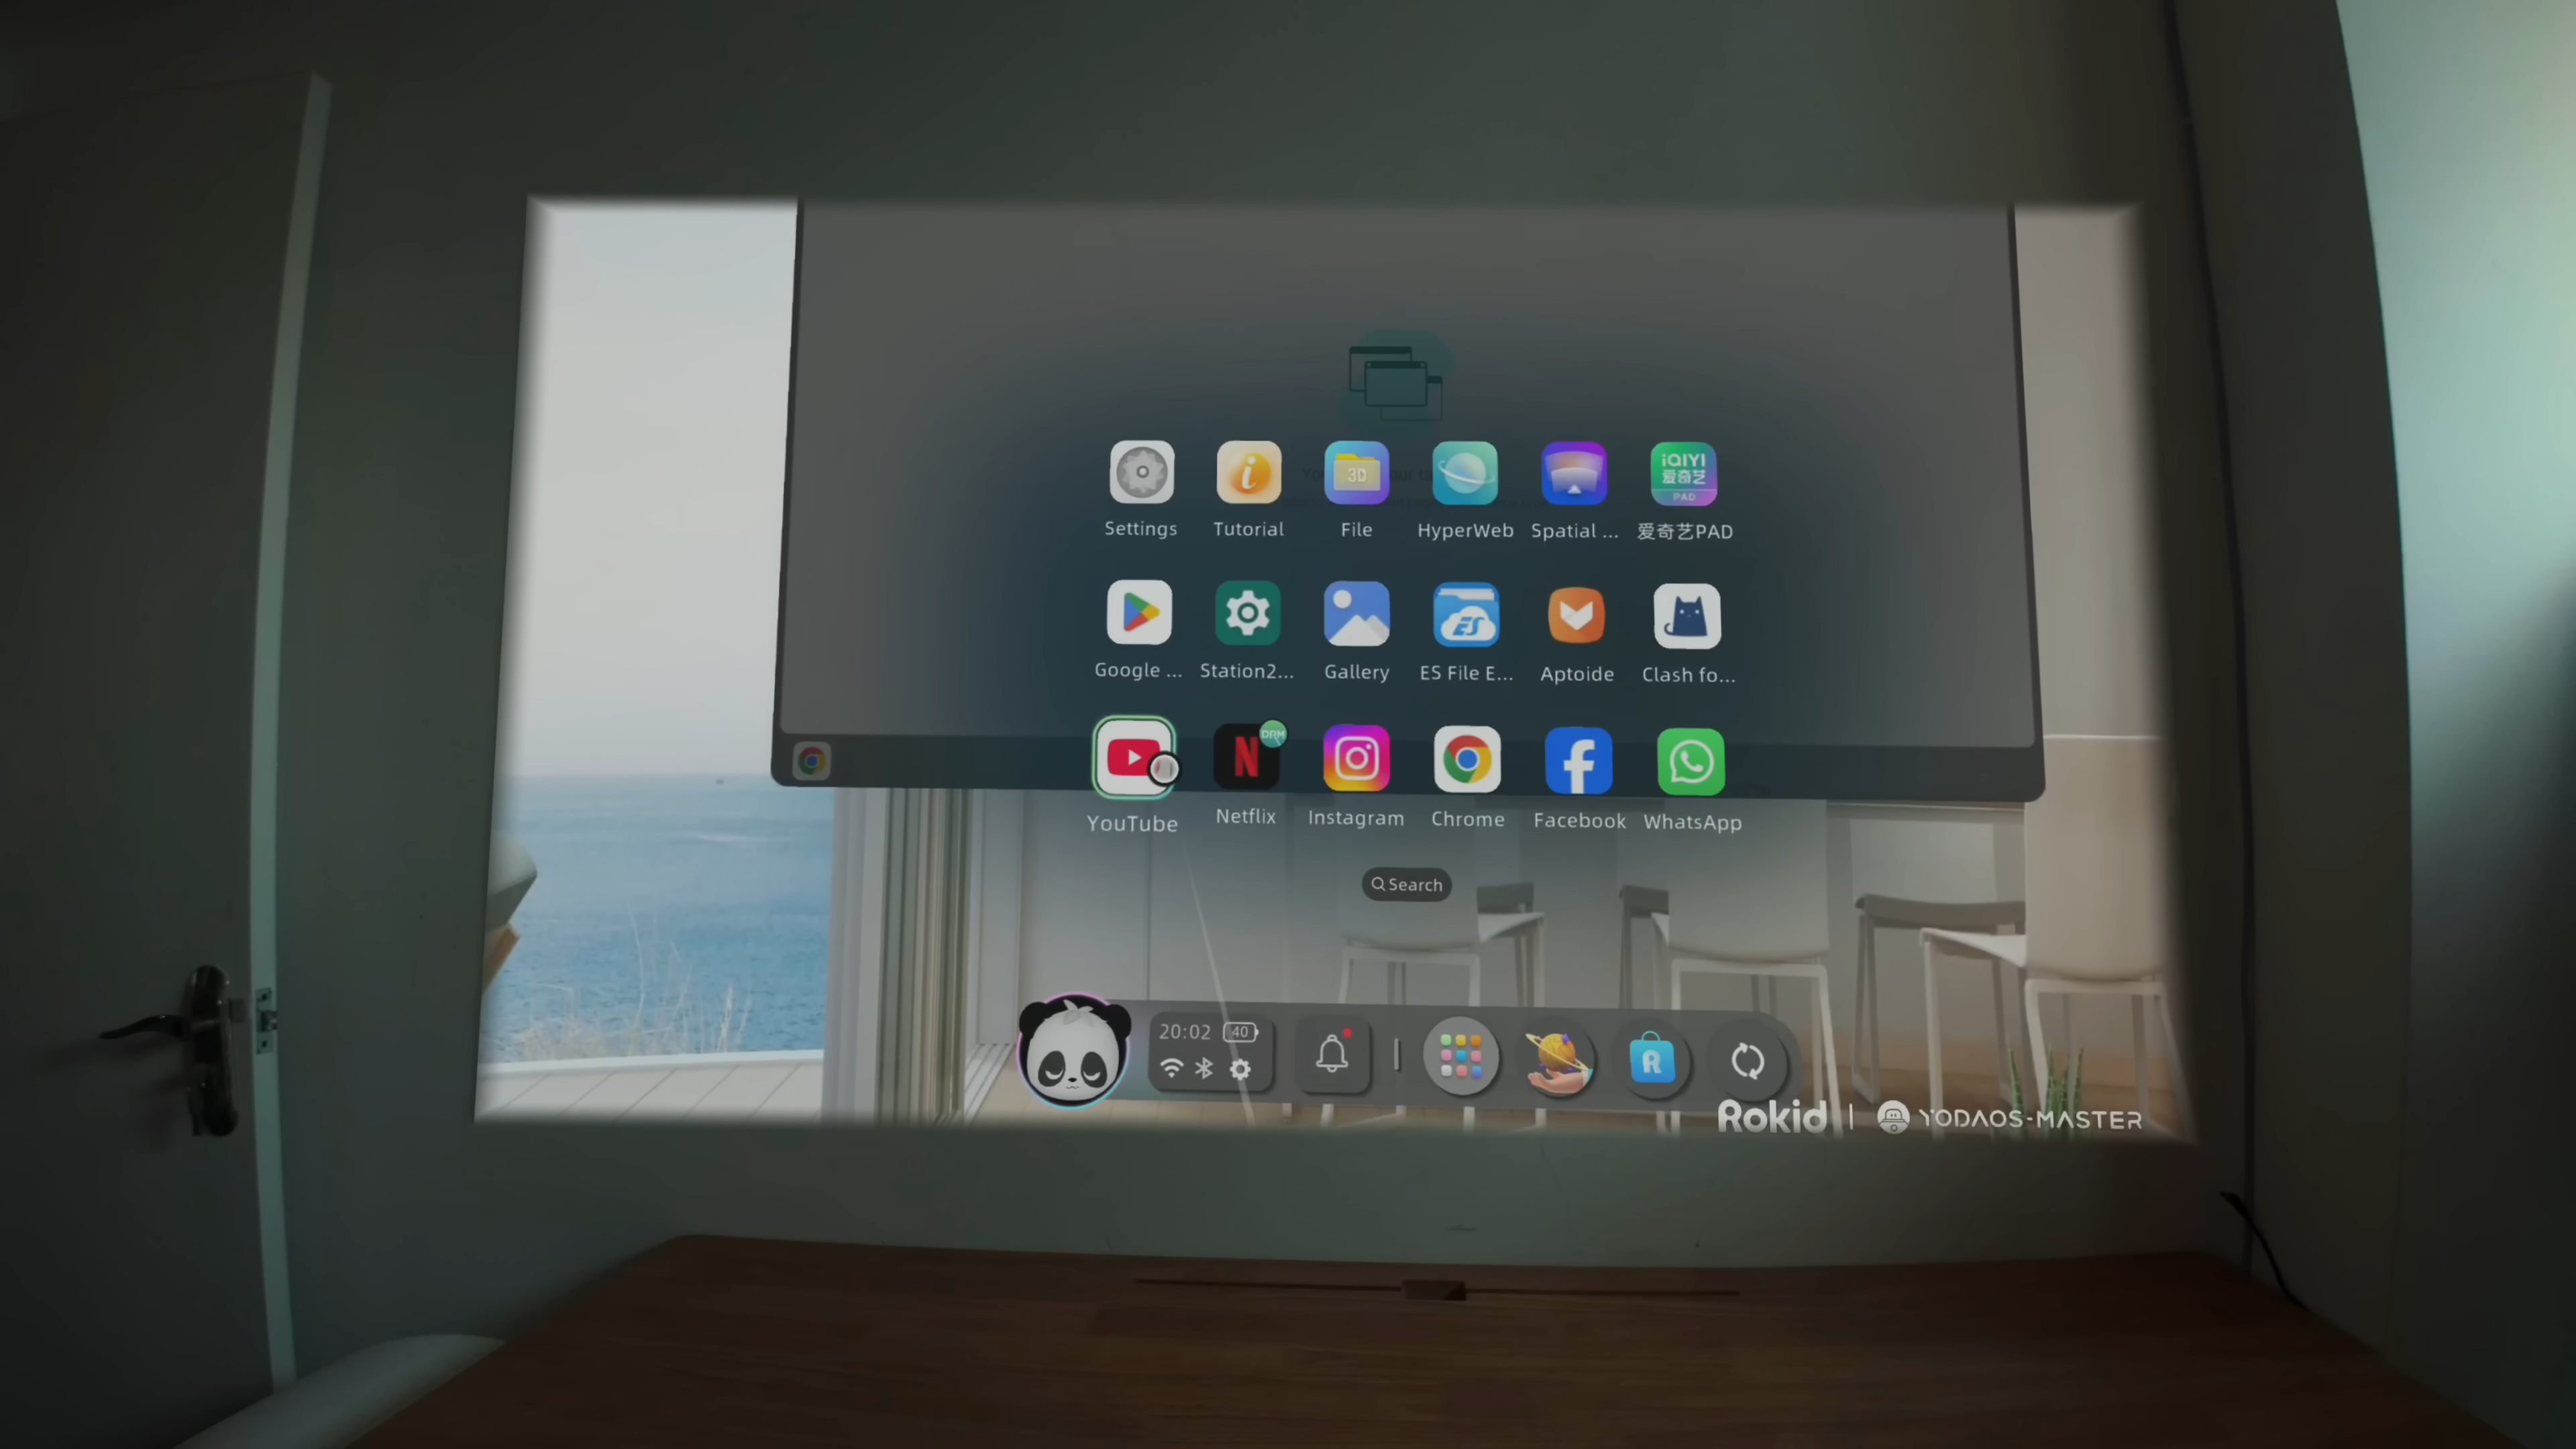 iQIYI
爱奇艺
PAD
3D
Settings
Tutorial
File
HyperWeb
Spatial ...
爱奇艺PAD
ES
Google ...
Station2...
Gallery
ES File E...
Aptoide
Clash fo...
N
DRM
YouTube
Netflix
Instagram
Chrome
Facebook
WhatsApp
Search
20:02
40
R
Rokid | YODAOS-MASTER